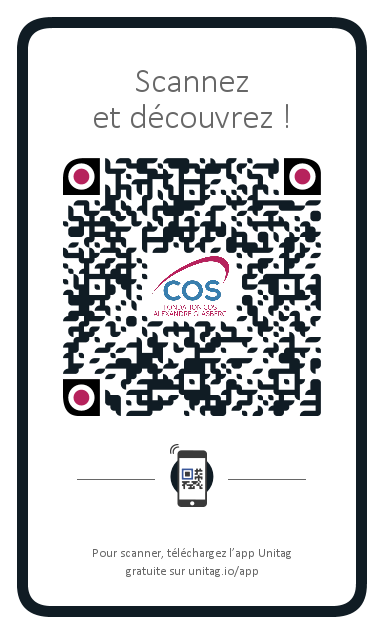 Scannez
et découvrez !
COS
FONDATION COS
ALEXANDRE GLASBERG
Pour scanner, téléchargez l'app Unitag
gratuite sur unitag.io/app